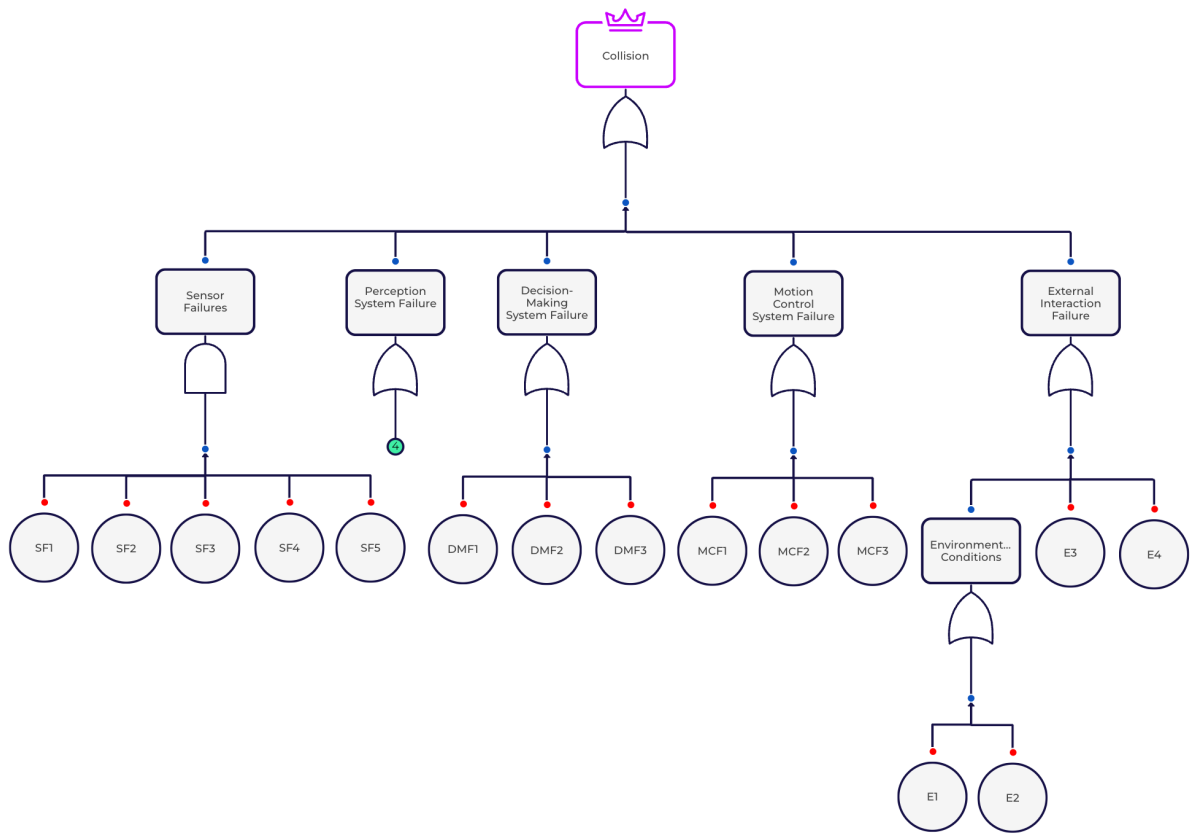 Collision
Sensor
Failures
Perception
System Failure
Decision-
Making
System Failure
Motion
Control
System Failure
External
Interaction
Failure
4
SF1
SF2
SF3
SF4
SF5
DMF1
DMF2
DMF3
MCF1
MCF2
MCF3
Environment...
Conditions
E3
E4
E1
E2